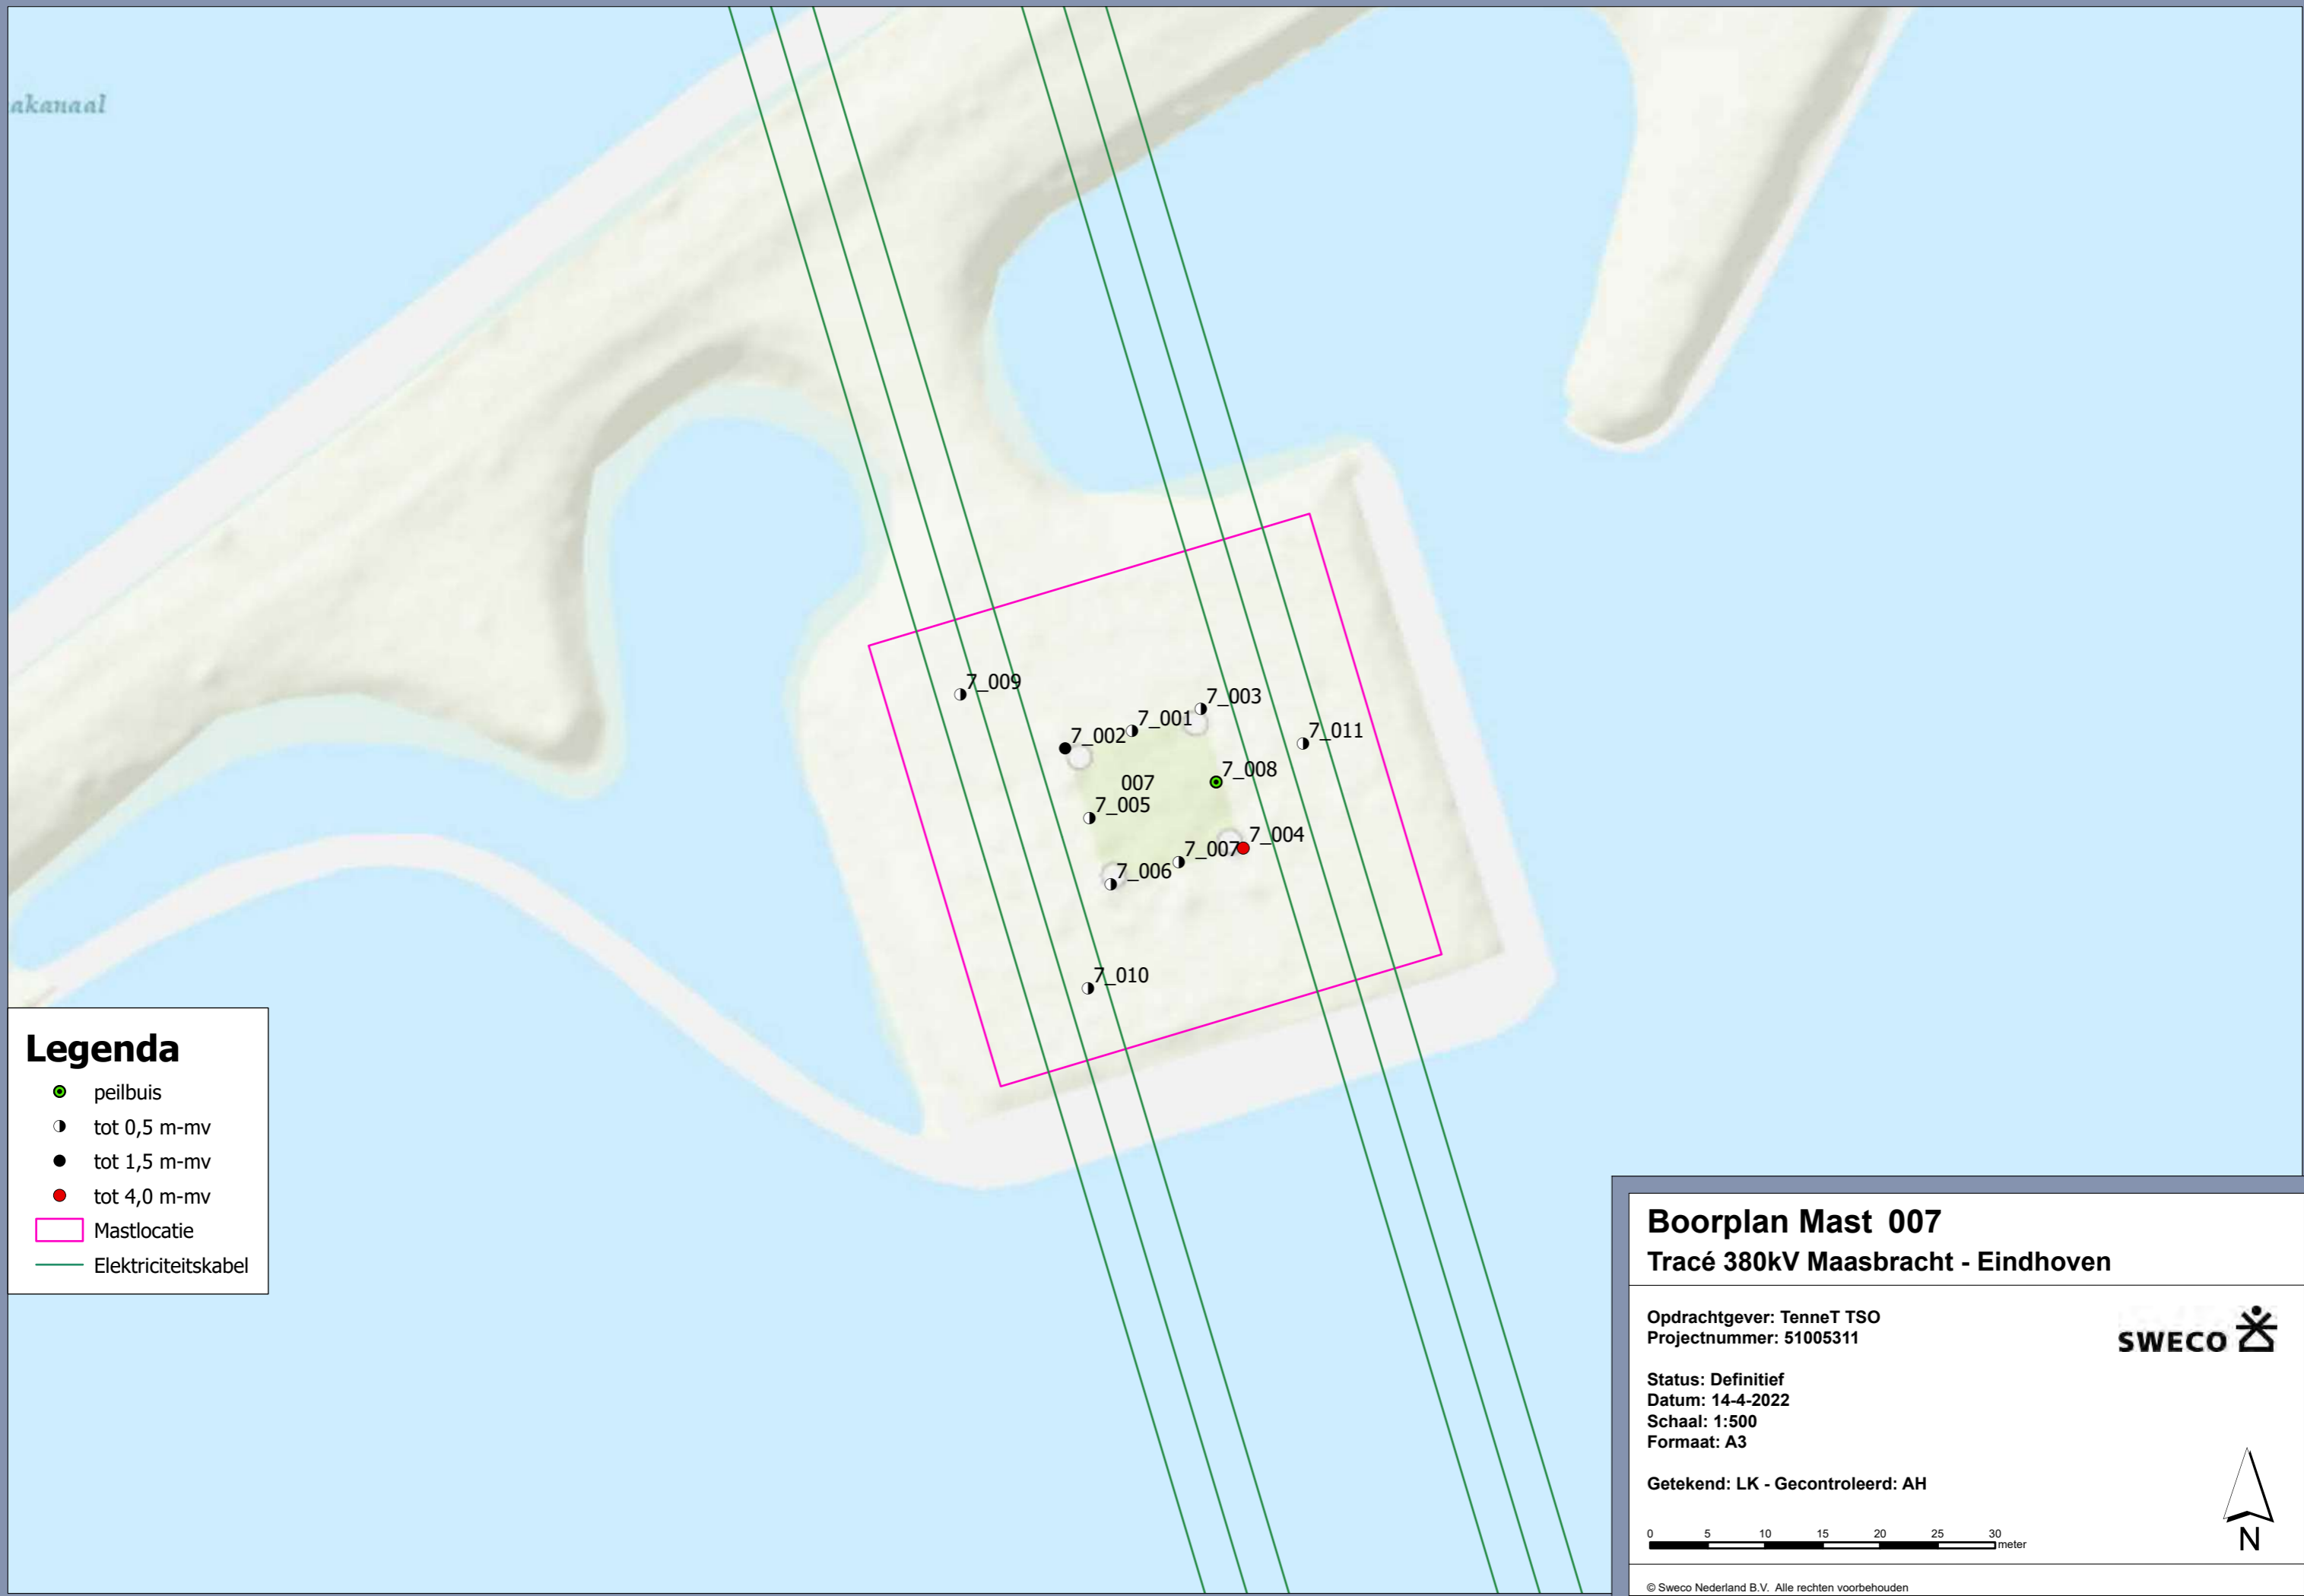 akanaal
7_009
7_003
7_001
7_002
7_011
7_008
007
7_005
7_004
7_007
7_006
7_010
Legenda
peilbuis
tot 0,5 m-mv
tot 1,5 m-mv
tot 4,0 m-mv
Mastlocatie
Elektriciteitskabel
Boorplan Mast 007
Tracé 380kV Maasbracht - Eindhoven
Opdrachtgever: TenneT TSO
Projectnummer: 51005311
SWECO
Status: Definitief
Datum: 14-4-2022
Schaal: 1:500
Formaat: A3
Getekend: LK - Gecontroleerd: AH
0 5 10 15 20 25 30
meter
N
© Sweco Nederland B.V. Alle rechten voorbehouden